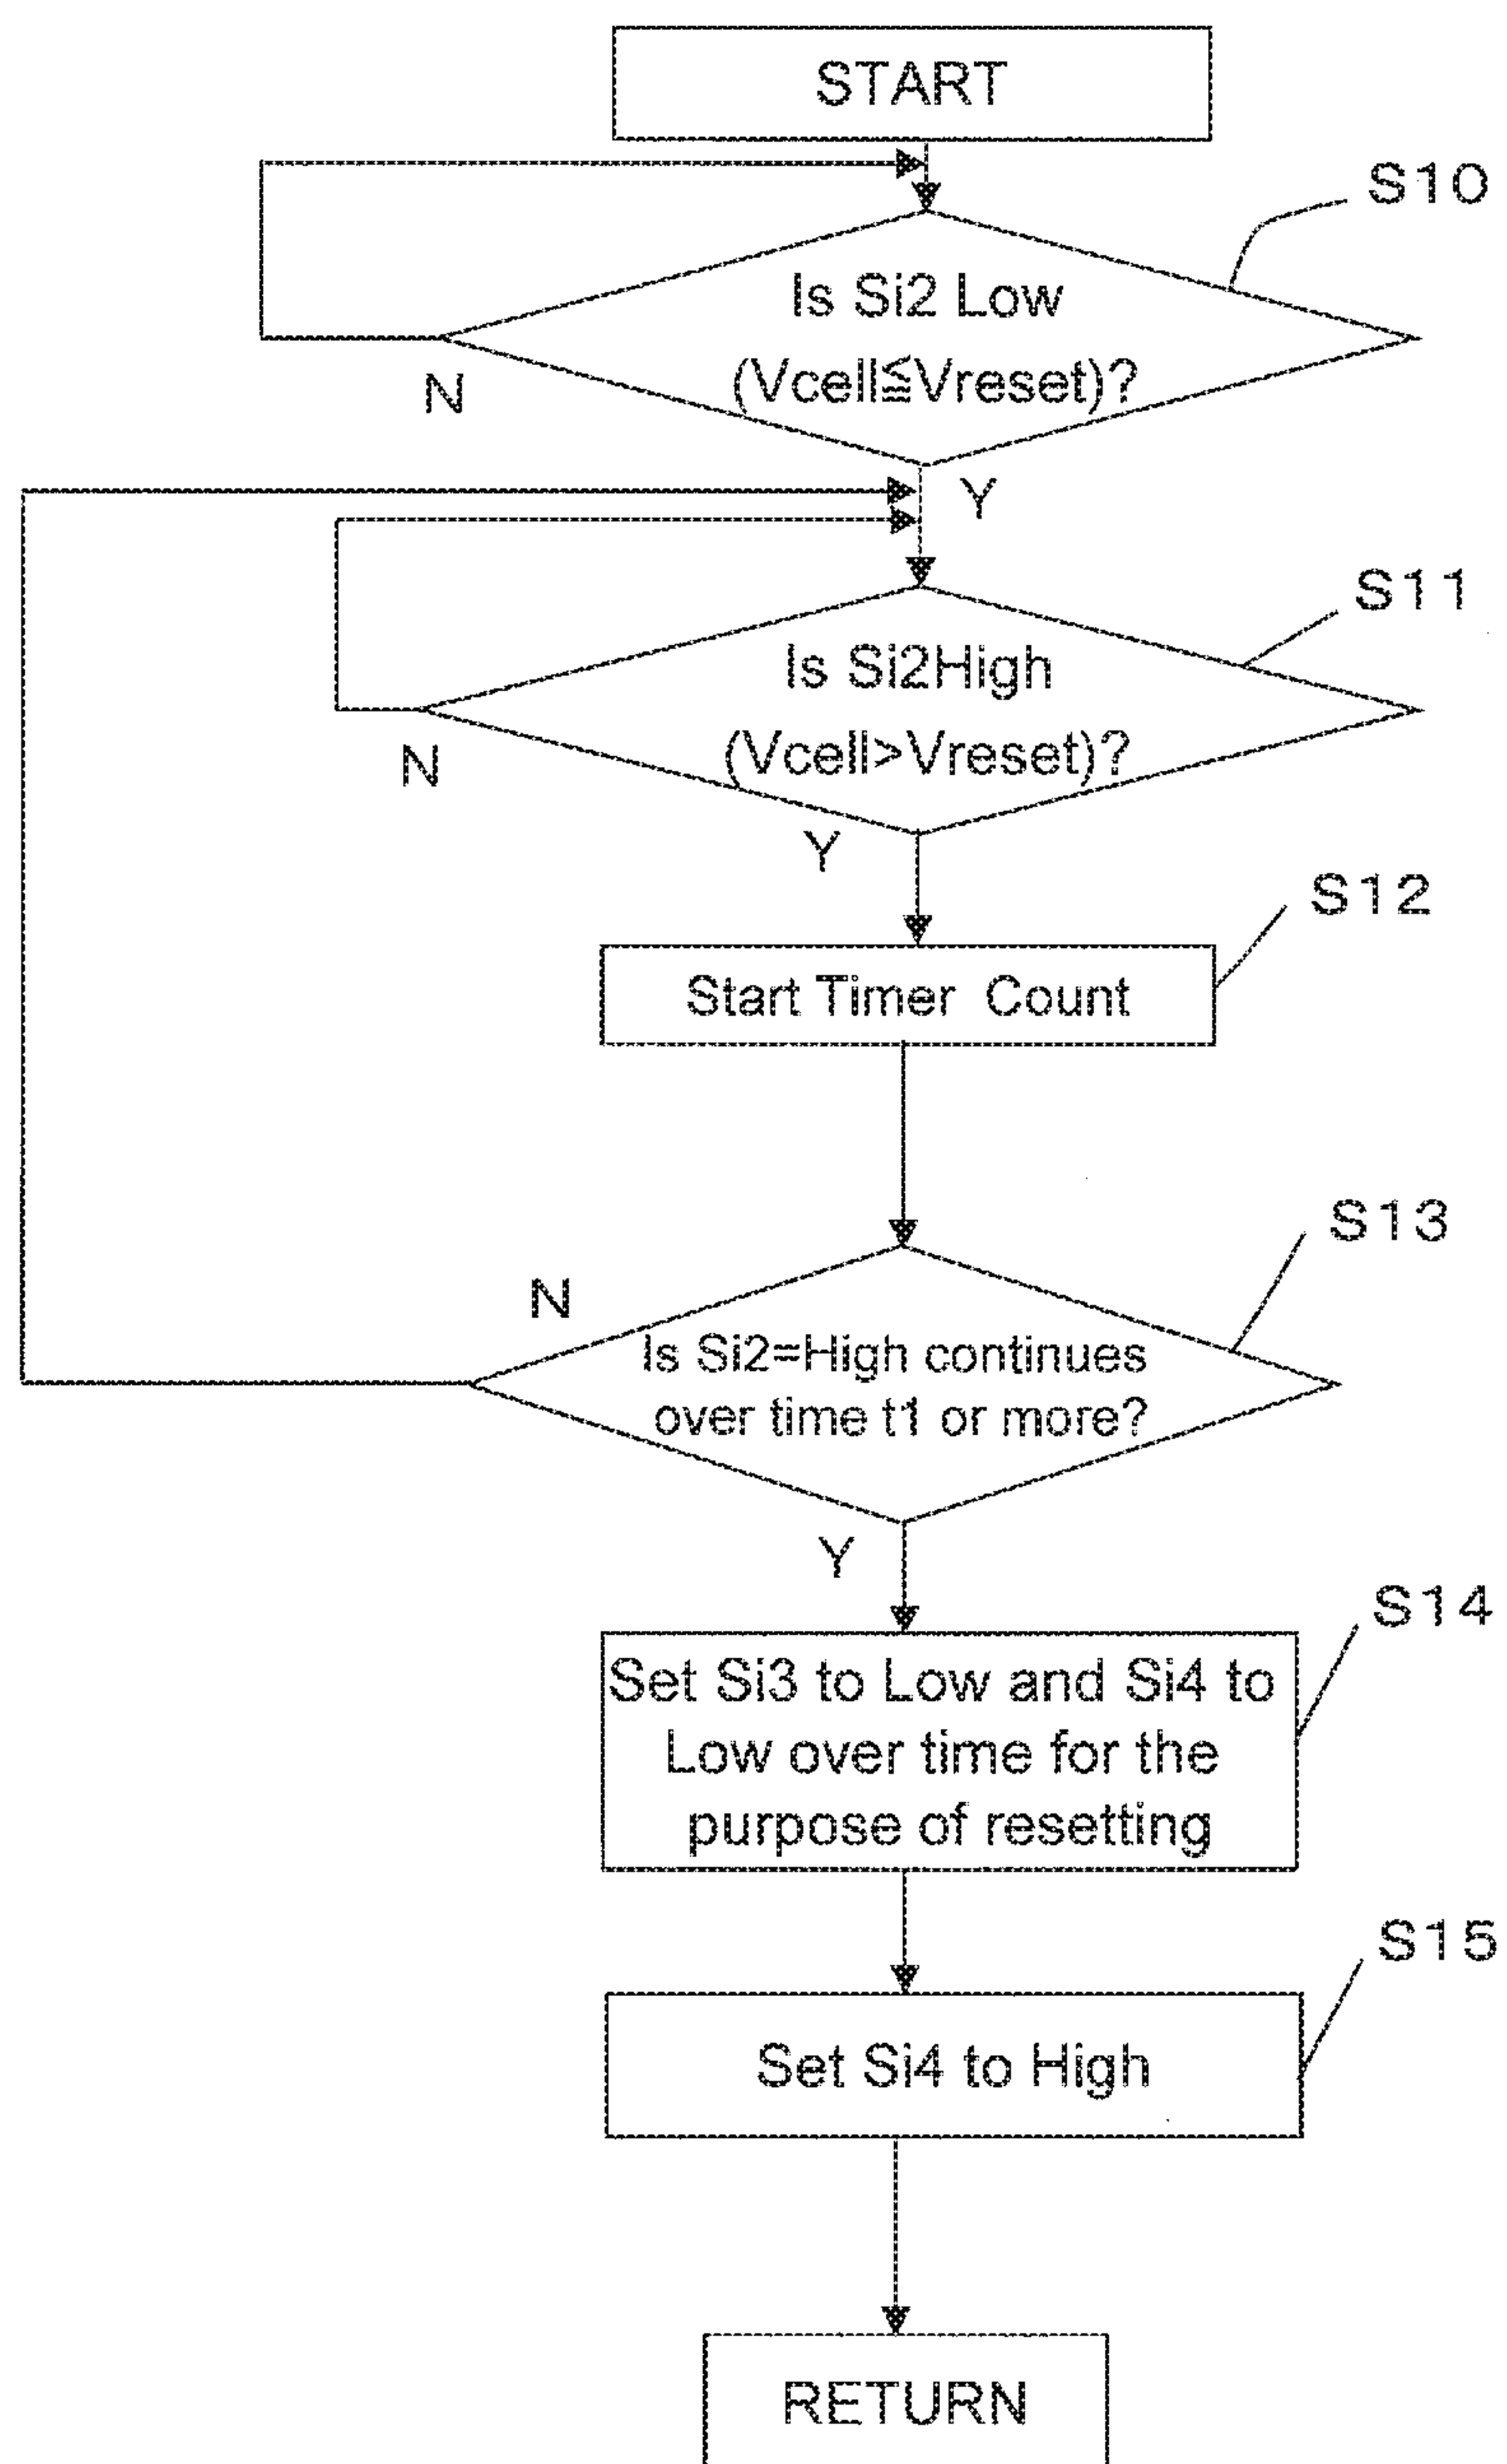 START
S10
Is Si2 Low
(Vcell≦Vreset)?
N
Y
S11
Is Si2High
(Vcell>Vreset)?
N
Y
S12
Start Timer Count
S13
N
Is Si2=High continues
over time t1 or more?
Y
S14
Set Si3 to Low and Si4 to
Low over time for the
purpose of resetting
S15
Set Si4 to High
RETURN